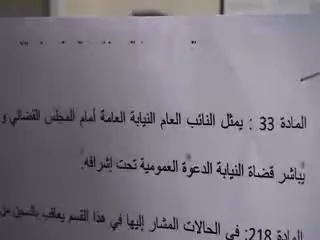 المادة 33 : يمثل النائب العام النيابة العامة أمام المجلس القضائي و
يباشر قضاة النيابة الدعوة العمومية تحت إشرافه.
المادة 218: في الحالات المشار إليها في هذا القسم يعاقب بالسجن من